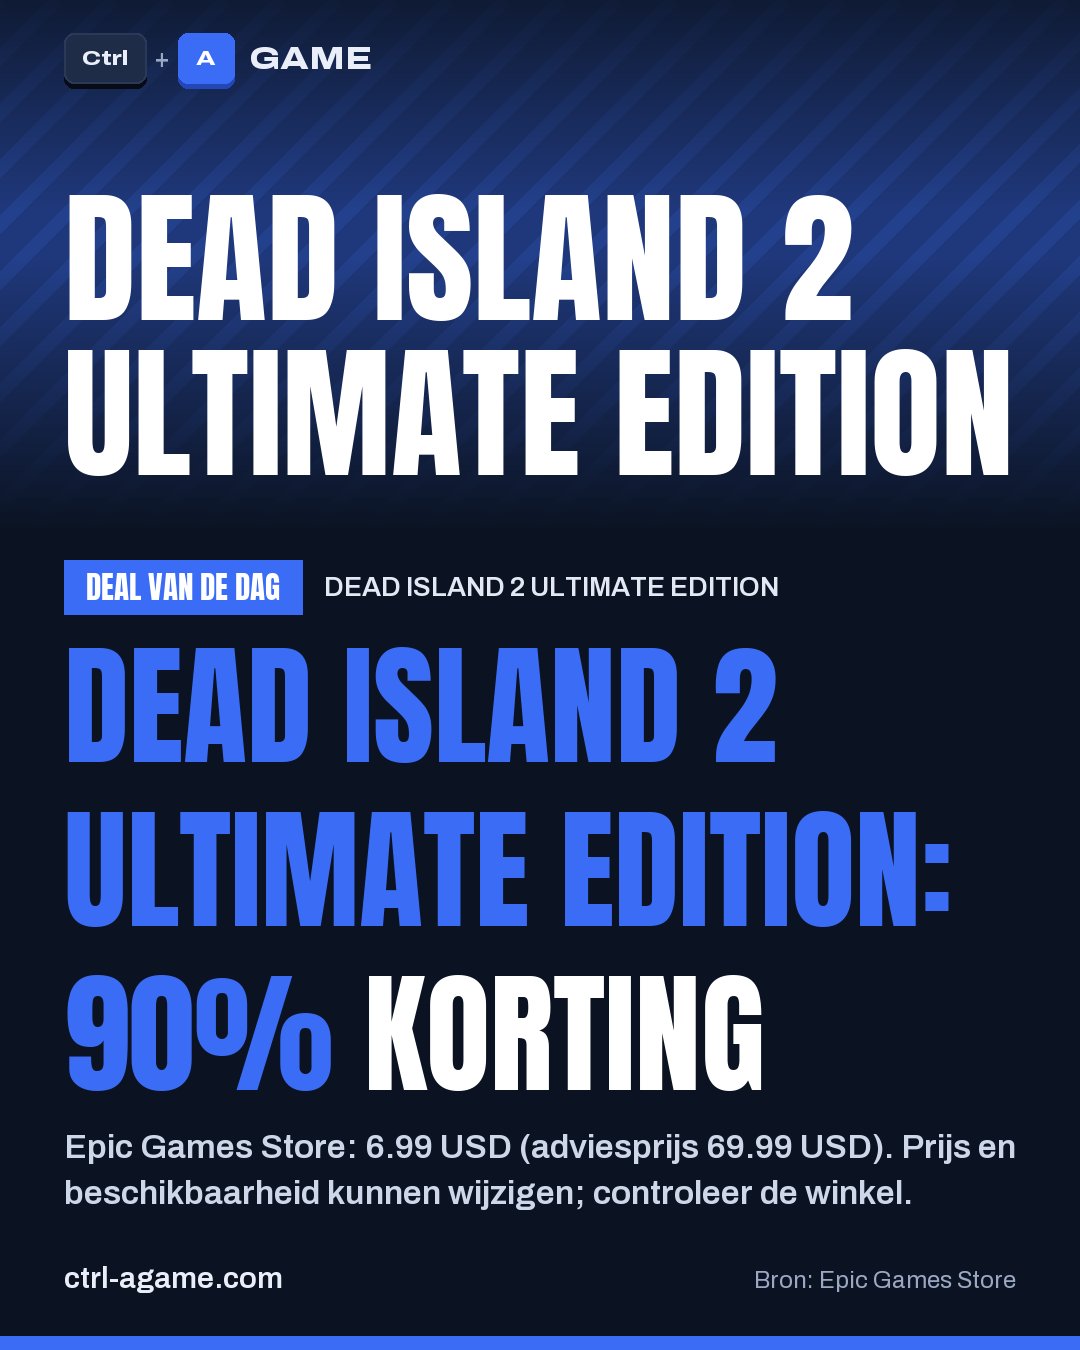 Ctrl + A GAME
DEAD ISLAND 2
ULTIMATE EDITION
DEAL VAN DE DAG DEAD ISLAND 2 ULTIMATE EDITION
DEAD ISLAND 2
ULTIMATE EDITION:
90% KORTING
Epic Games Store: 6.99 USD (adviesprijs 69.99 USD). Prijs en
beschikbaarheid kunnen wijzigen; controleer de winkel.
ctrl-agame.com Bron: Epic Games Store